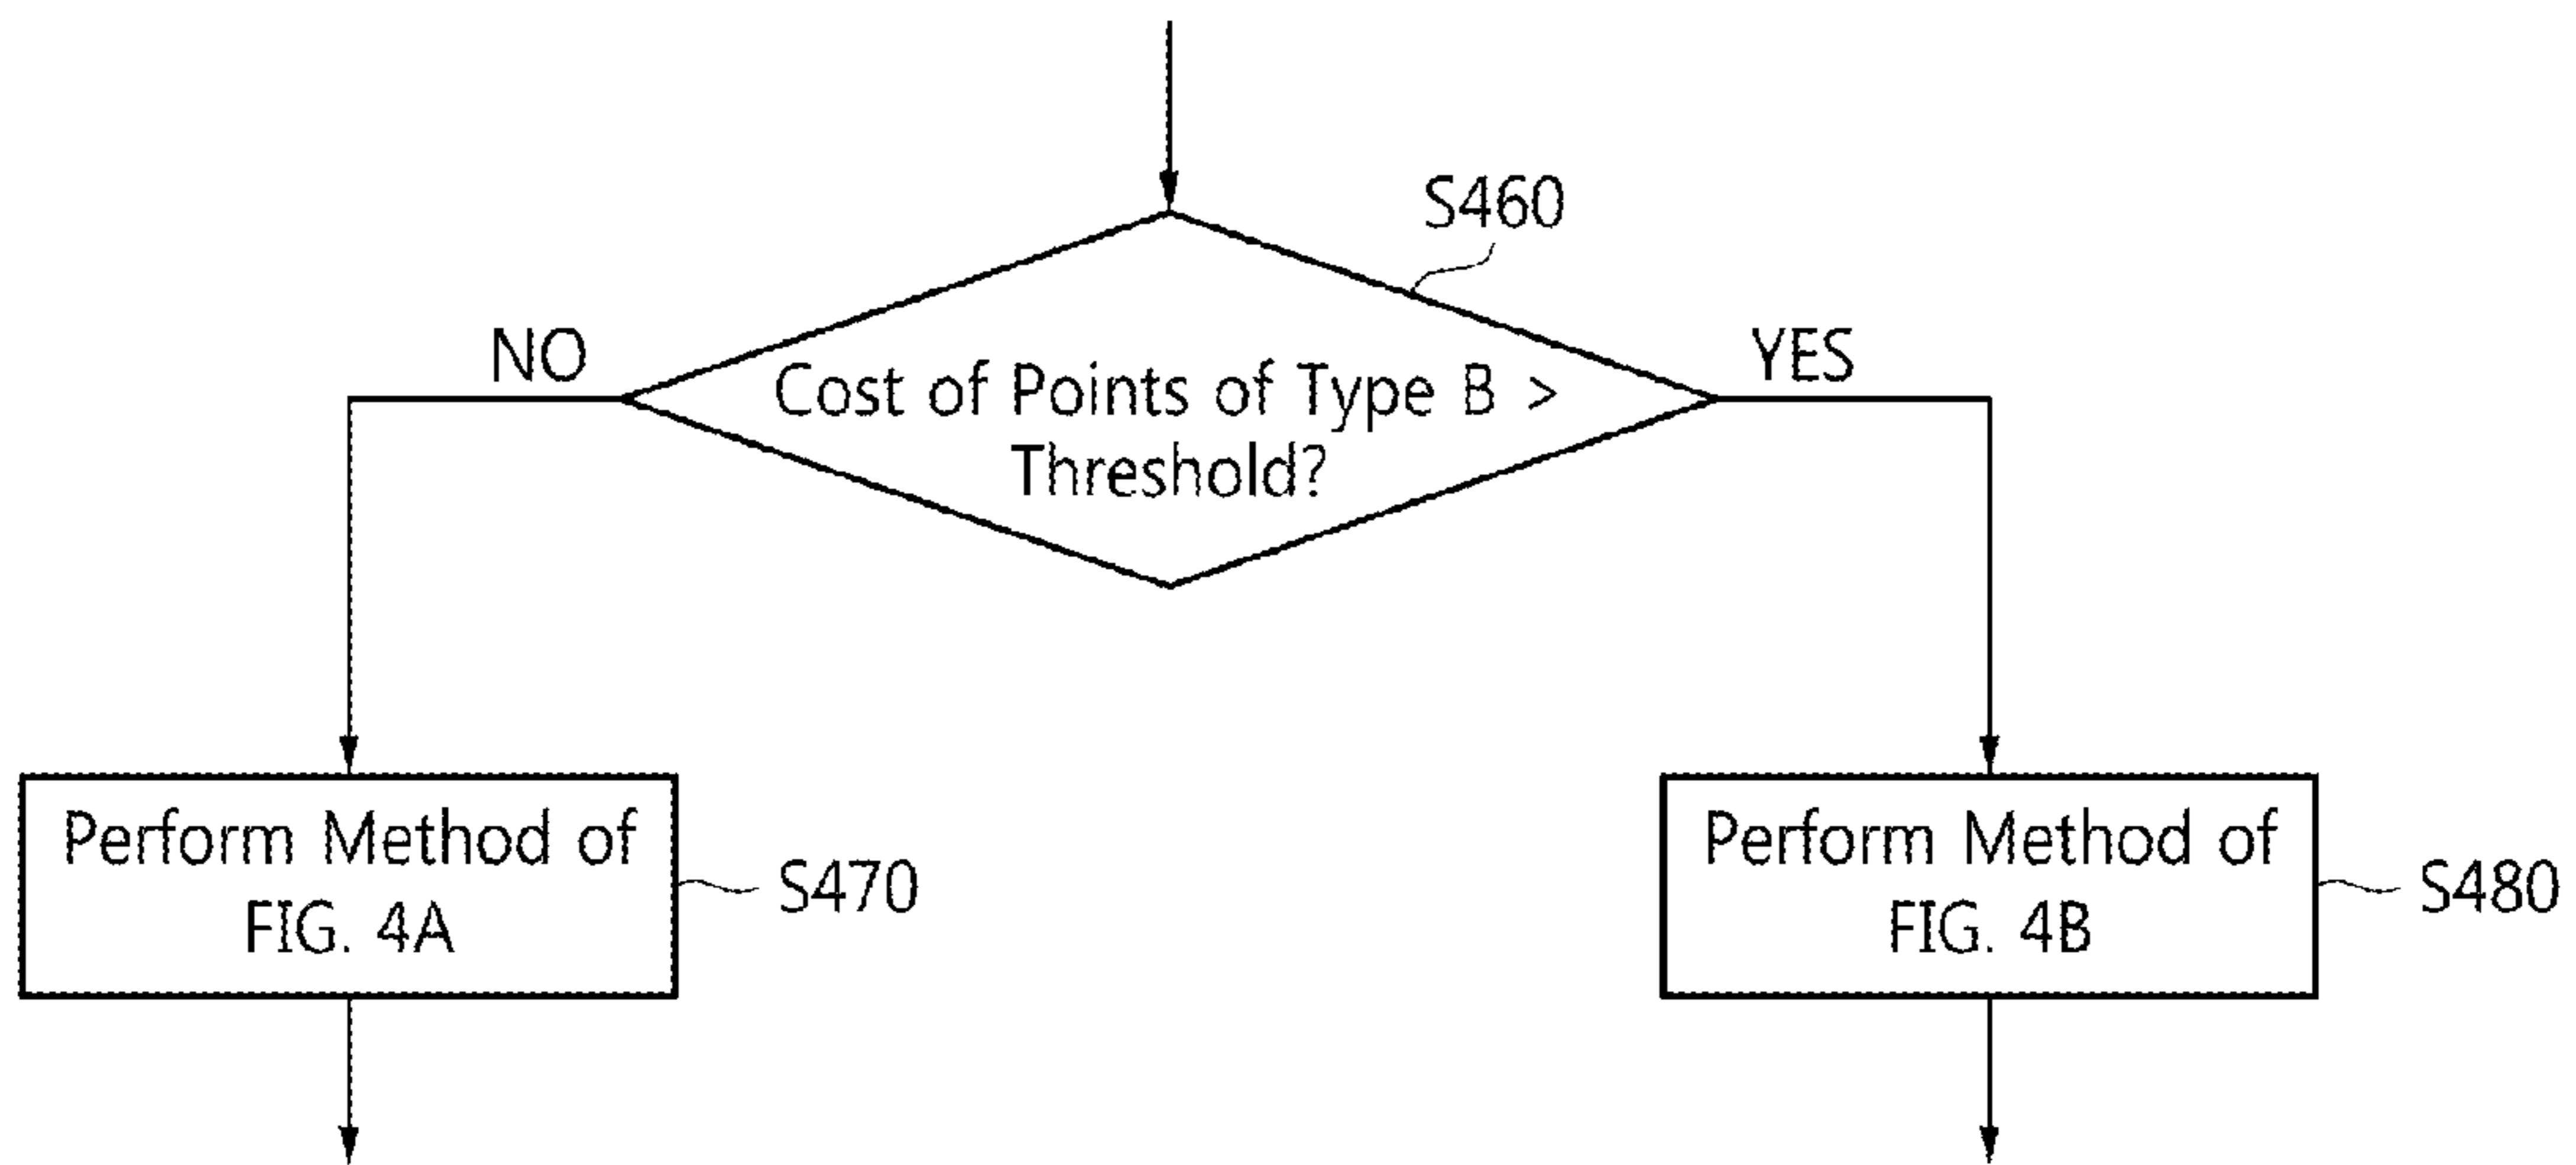 S460
NO
YES
Cost of Points of Type B >
Threshold?
Perform Method of
FIG. 4A
S470
Perform Method of
FIG. 4B
S480